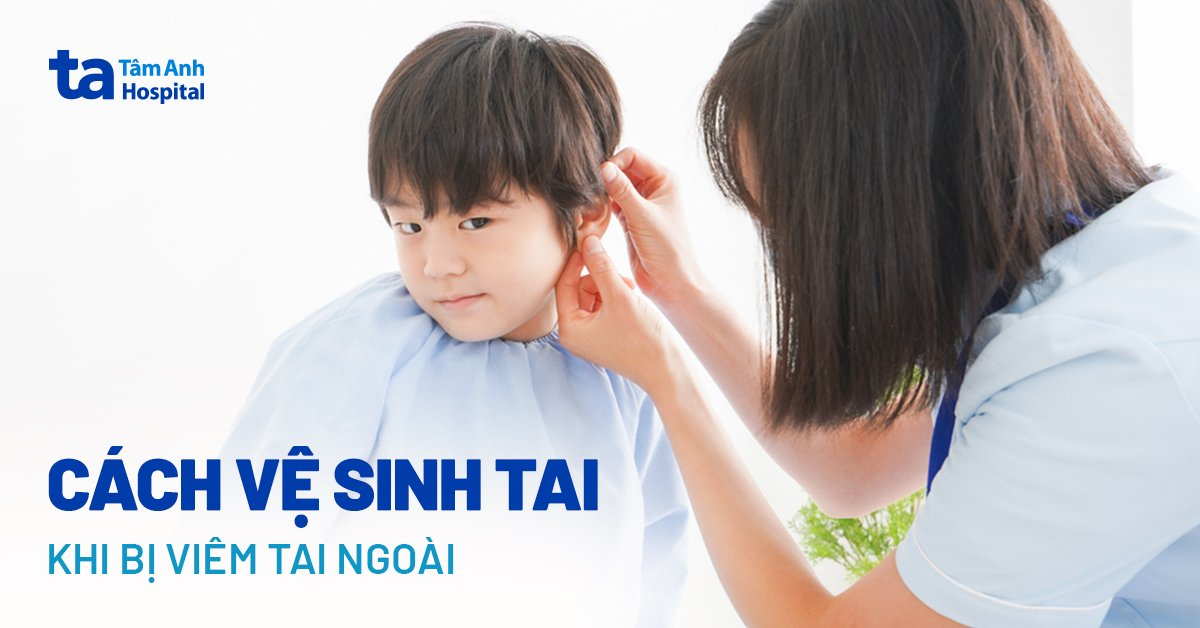 ta Tâm Anh
Hospital
CÁCH VỆ SINH TAI
KHI BỊ VIÊM TAI NGOÀI